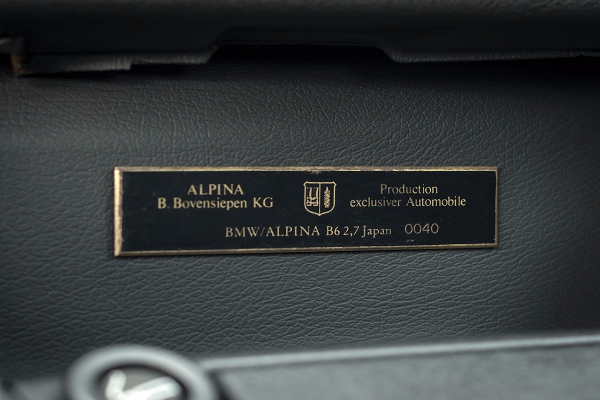 ALPINA
B. Bovensiepen KG
Production
exclusiver Automobile
BMW/ALPINA B6 2,7 Japan 0040